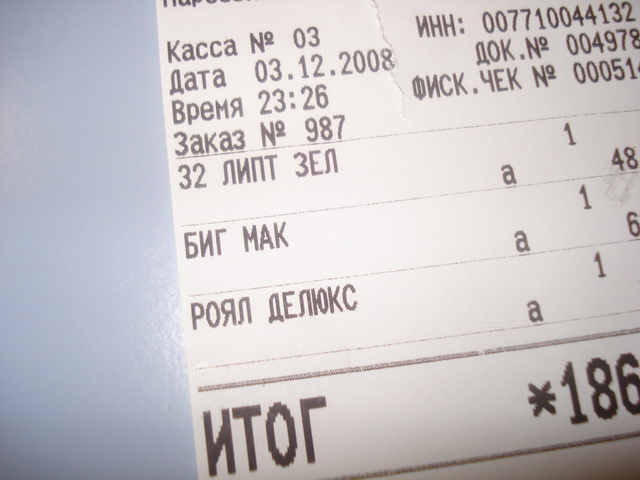 Касса № 03 ИНН: 007710044132
Дата 03.12.2008 ДОК.№ 004978
Время 23:26 ФИСК.ЧЕК № 000514
Заказ № 987
1
32 ЛИПТ ЗЕЛ а 48
1
БИГ МАК а 6
1
РОЯЛ ДЕЛЮКС а
ИТОГ *186